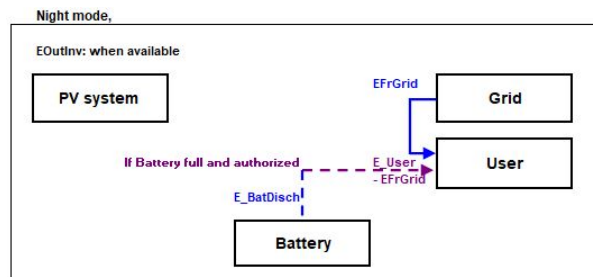 Night mode,
EOutInv: when available
PV system
EFrGrid
Grid
User
If Battery full and authorized
E_User
- EFrGrid
E_BatDisch
Battery